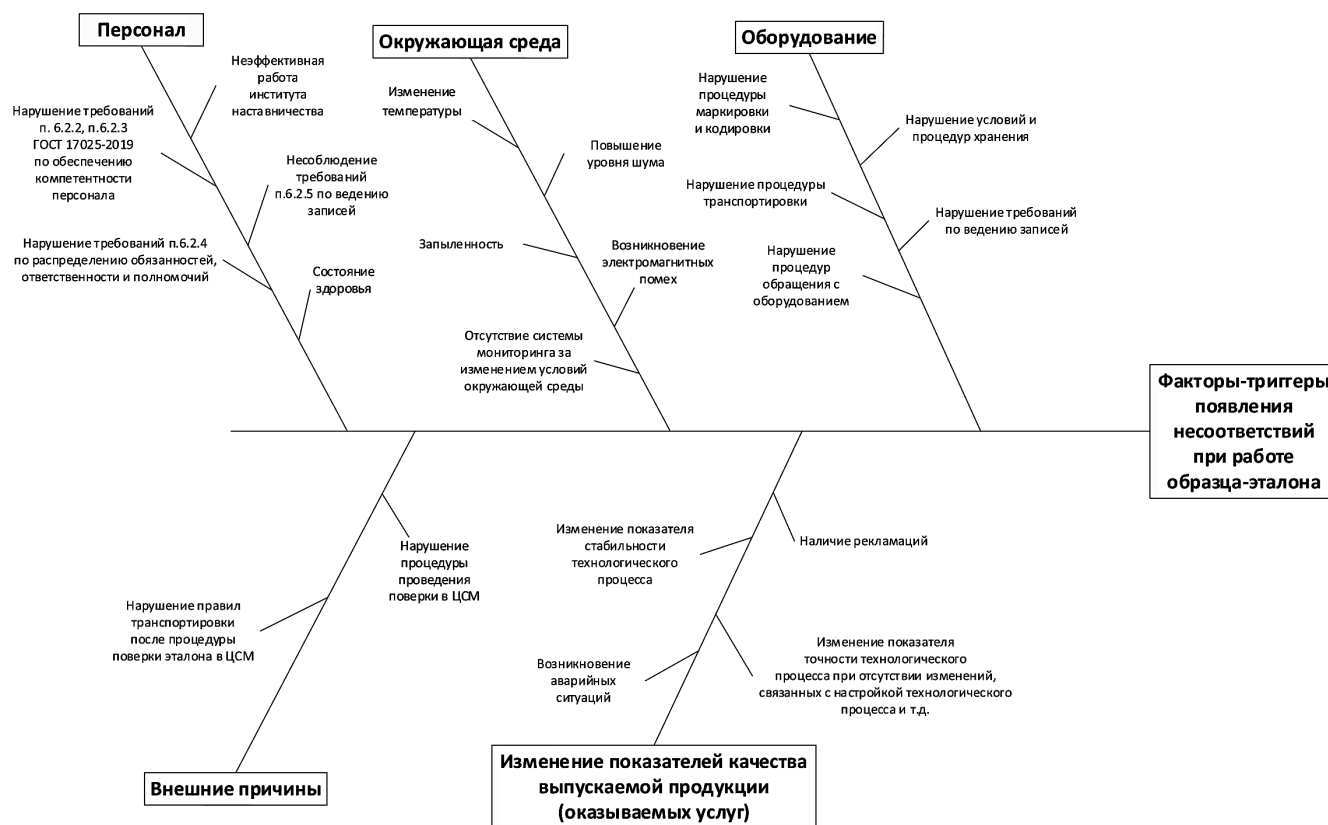 Персонал
Неэффективная
работа
института
наставничества
Нарушение требований
п. 6.2.2, п.6.2.3
ГОСТ 17025-2019
по обеспечению
компетентности
персонала
Несоблюдение
требований
п.6.2.5 по ведению
записей
Нарушение требований п.6.2.4
по распределению обязанностей,
ответственности и полномочий
Состояние
здоровья
Окружающая среда
Изменение
температуры
Повышение
уровня шума
Запыленность
Возникновение
электромагнитных
помех
Отсутствие системы
мониторинга за
изменением условий
окружающей среды
Оборудование
Нарушение
процедуры
маркировки
и кодировки
Нарушение условий и
процедур хранения
Нарушение процедуры
транспортировки
Нарушение требований
по ведению записей
Нарушение
процедур
обращения с
оборудованием
Факторы-триггеры
появления
несоответствий
при работе
образца-эталона
Нарушение
процедуры
проведения
поверки в ЦСМ
Нарушение правил
транспортировки
после процедуры
поверки эталона в ЦСМ
Внешние причины
Изменение показателя
стабильности
технологического
процесса
Наличие рекламаций
Возникновение
аварийных
ситуаций
Изменение показателя
точности технологического
процесса при отсутствии изменений,
связанных с настройкой технологического
процесса и т.д.
Изменение показателей качества
выпускаемой продукции
(оказываемых услуг)